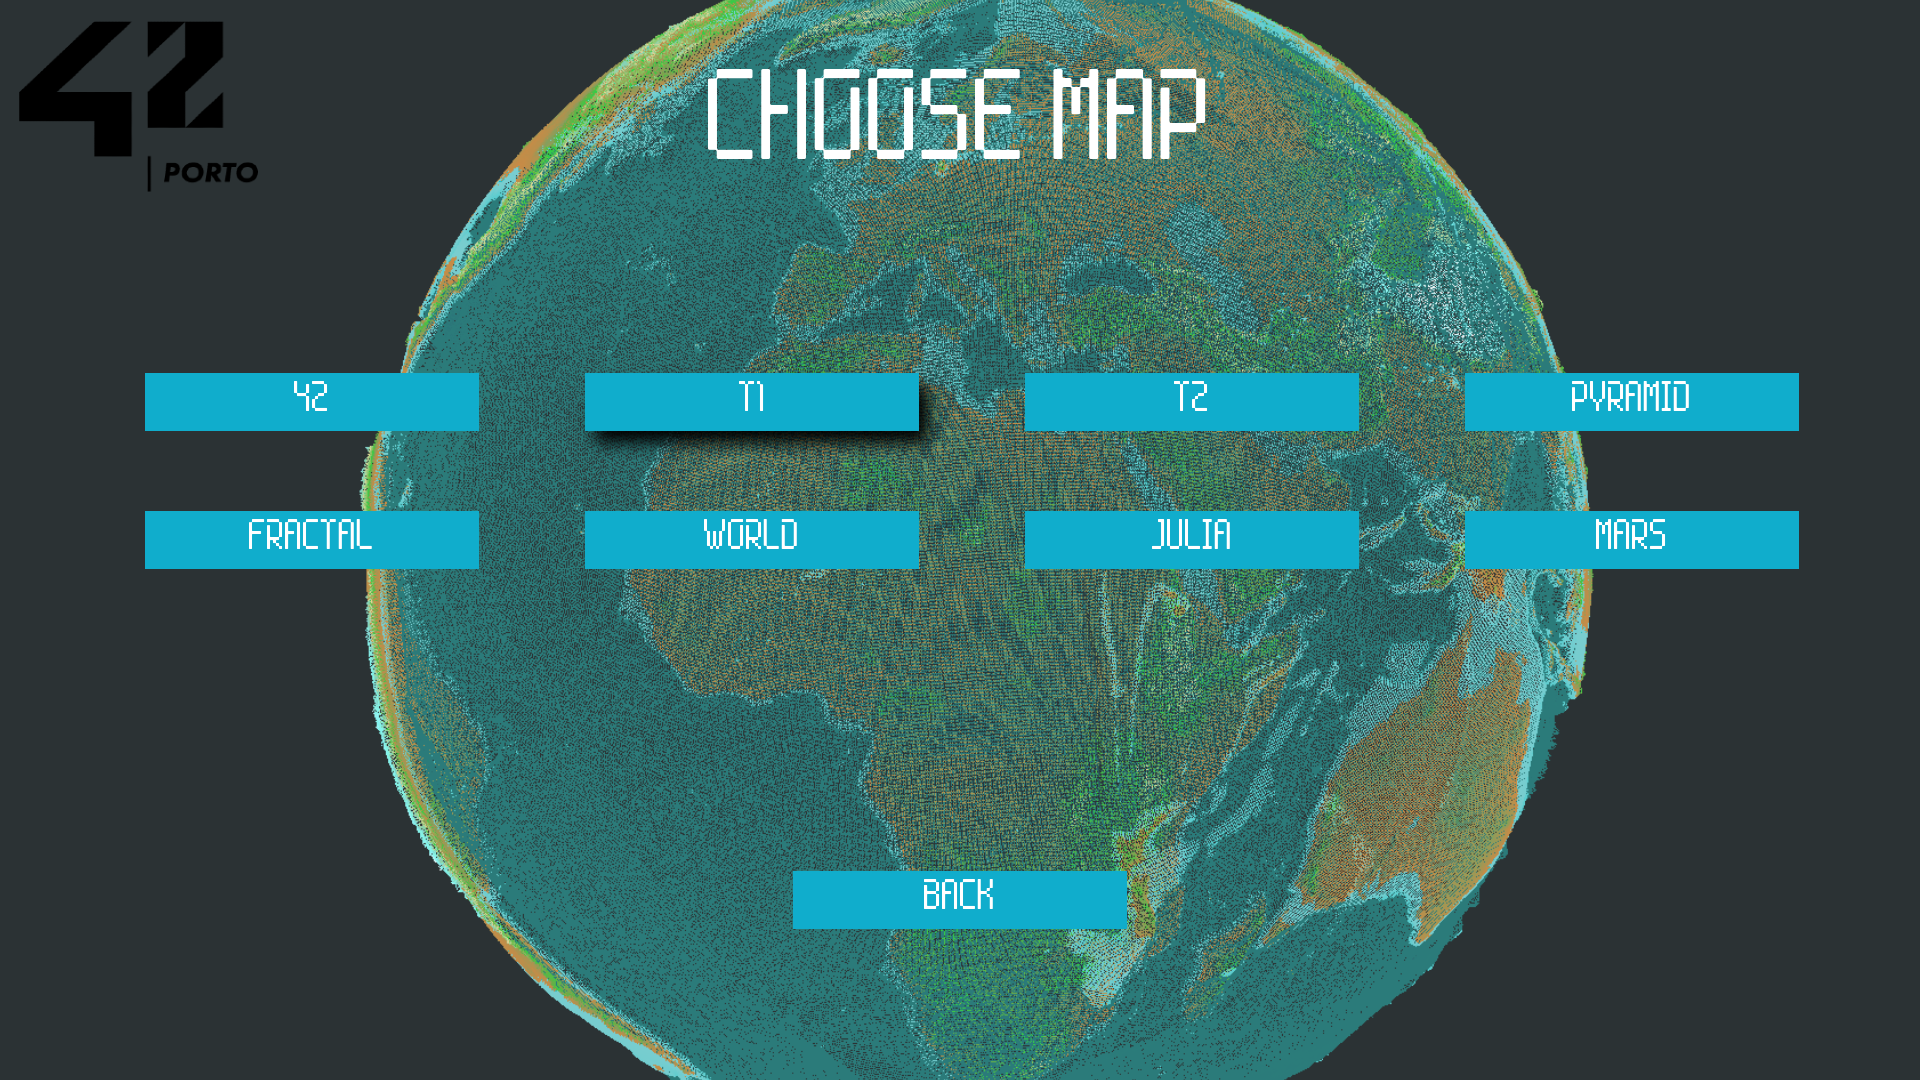 42
PORTO
CHOOSE MAP
42
T1
T2
PYRAMID
FRACTAL
WORLD
JULIA
MARS
BACK